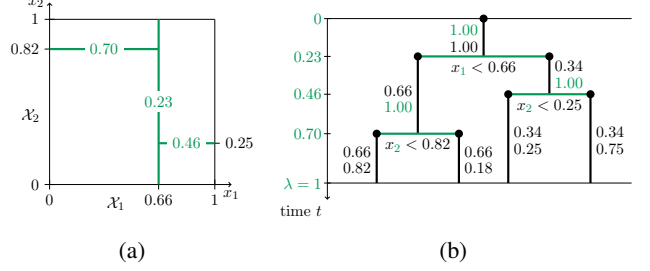 x₂
1
0.82
0.70
0.23
𝒳₂
0.46
0.25
0
0
𝒳₁
0.66
1
x₁
(a)
0
1.00
1.00
0.23
x₁ < 0.66
0.34
1.00
0.66
1.00
0.46
x₂ < 0.25
0.70
x₂ < 0.82
0.66
0.82
0.66
0.18
0.34
0.25
0.34
0.75
λ = 1
time t
(b)